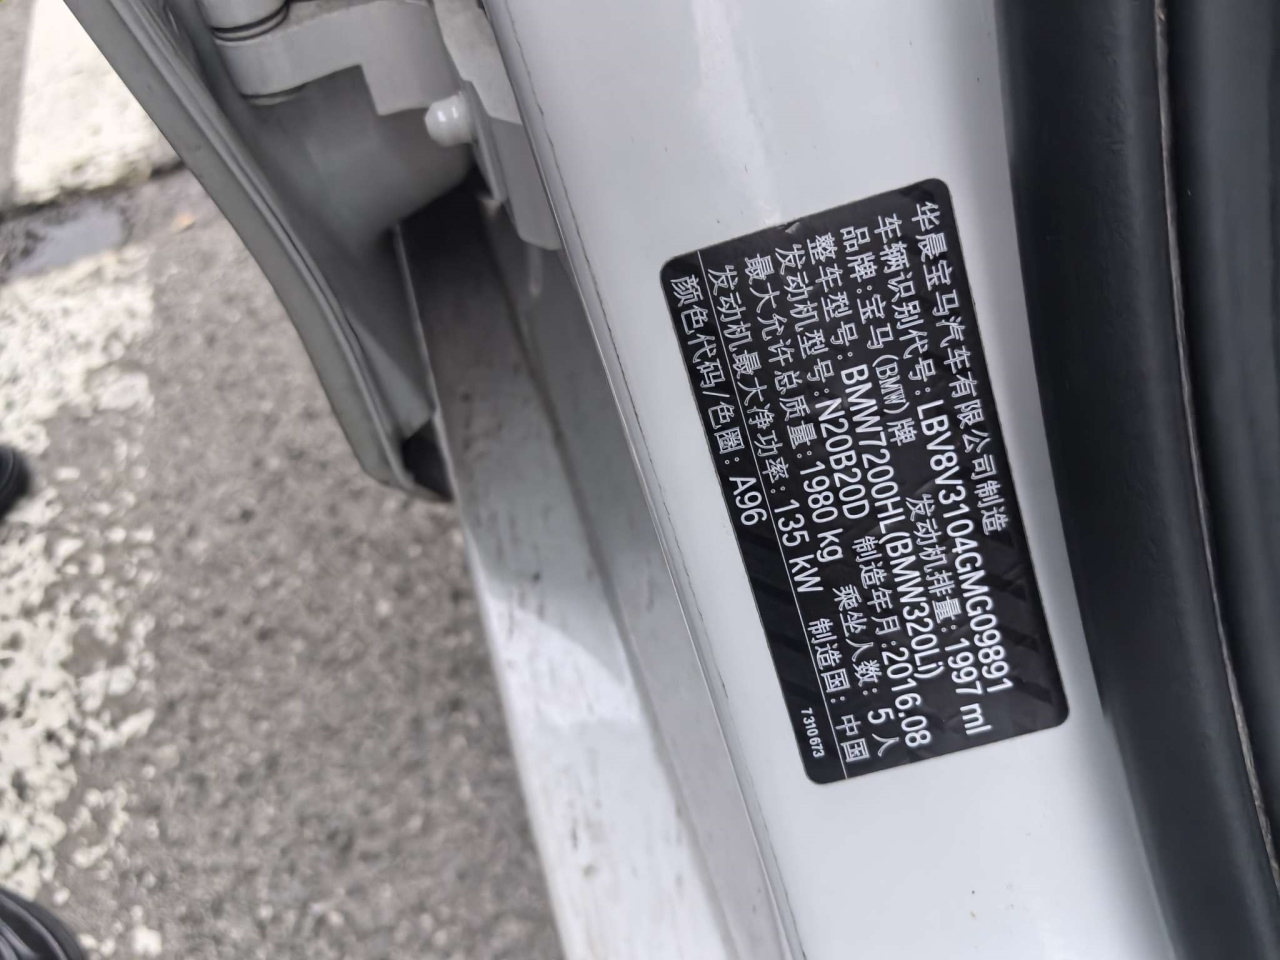 华晨宝马汽车有限公司制造
车辆识别代号: LBV8V3104GMG09891
品牌: 宝马(BMW)牌 发动机排量: 1997 ml
整车型号: BMW7200HL(BMW320Li)
发动机型号: N20B20D 制造年月: 2016.08
最大允许总质量: 1980 kg 乘坐人数: 5 人
发动机最大净功率: 135 kW 制造国: 中国
颜色代码/色圈: A96
7310673